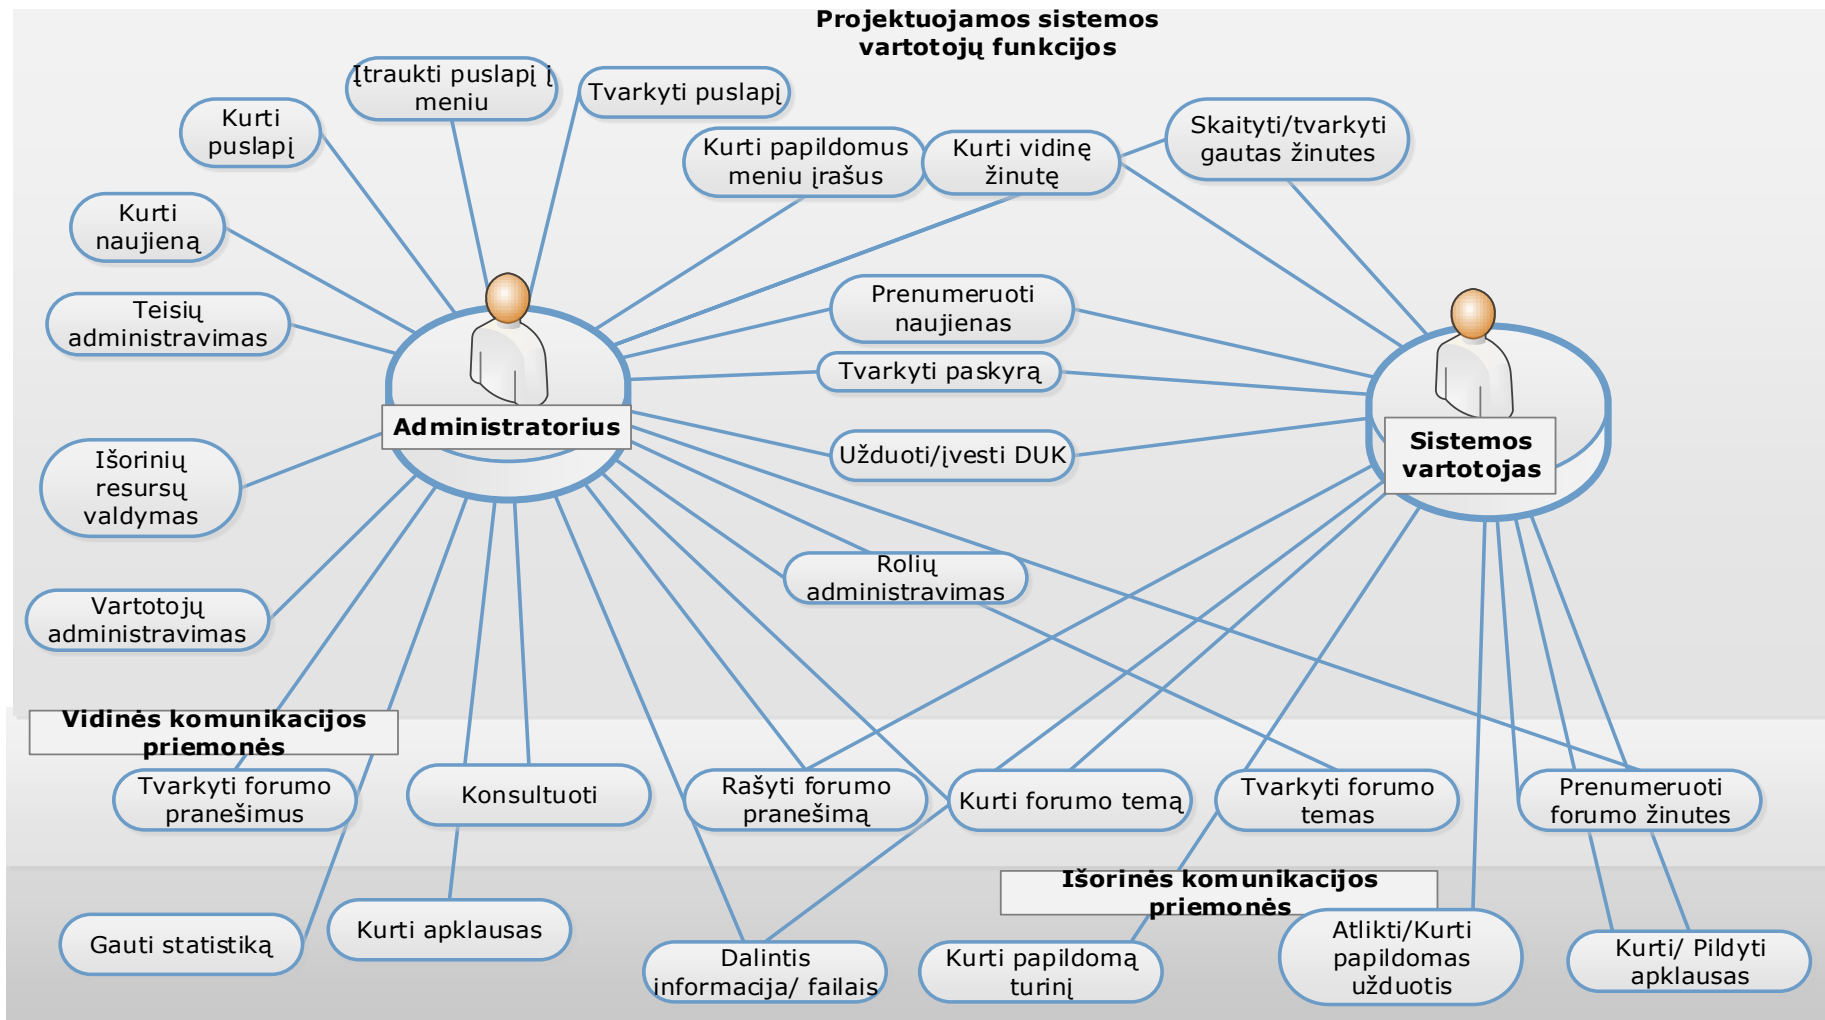 Projektuojamos sistemos
vartotojų funkcijos
Įtraukti puslapį į
meniu
Tvarkyti puslapį
Kurti
puslapį
Kurti papildomus
meniu įrašus
Kurti vidinę
žinutę
Skaityti/tvarkyti
gautas žinutes
Kurti
naujieną
Teisių
administravimas
Prenumeruoti
naujienas
Tvarkyti paskyrą
Administratorius
Užduoti/įvesti DUK
Sistemos
vartotojas
Išorinių
resursų
valdymas
Rolių
administravimas
Vartotojų
administravimas
Vidinės komunikacijos
priemonės
Tvarkyti forumo
pranešimus
Konsultuoti
Rašyti forumo
pranešimą
Kurti forumo temą
Tvarkyti forumo
temas
Prenumeruoti
forumo žinutes
Išorinės komunikacijos
priemonės
Gauti statistiką
Kurti apklausas
Dalintis
informacija/ failais
Kurti papildomą
turinį
Atlikti/Kurti
papildomas
užduotis
Kurti/ Pildyti
apklausas